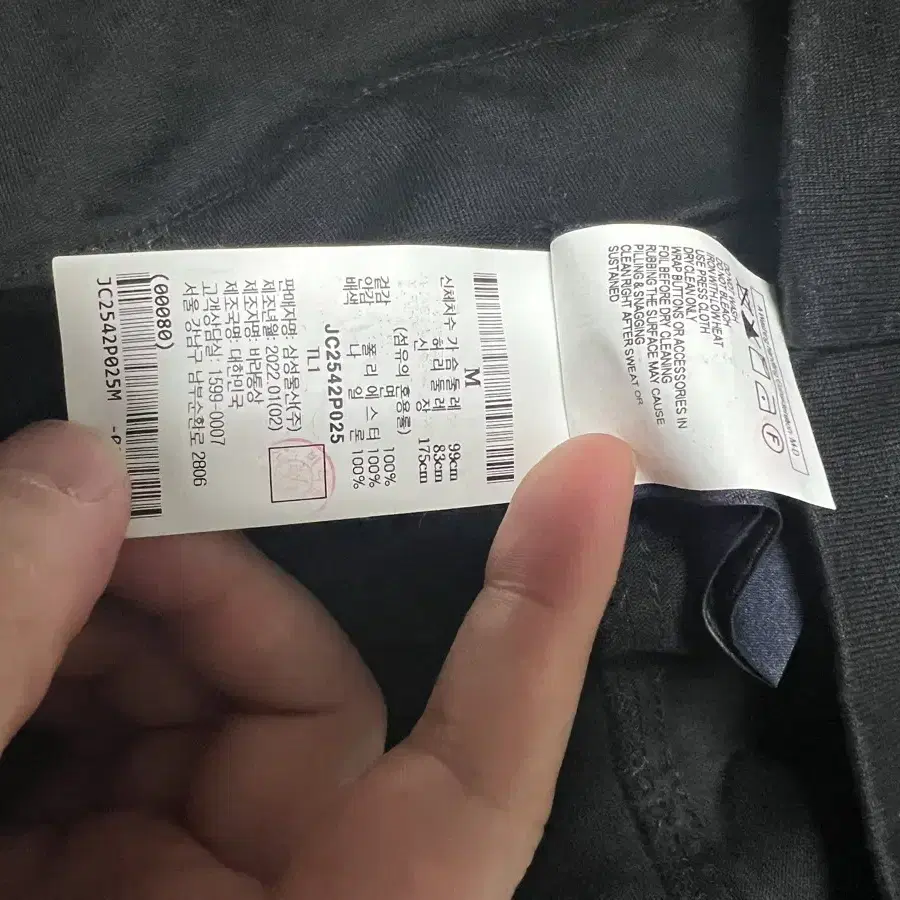 M
신체치수 가슴둘레 99cm
허리둘레 83cm
신 장 175cm
(섬유의 혼용률)
겉감 면 100%
안감 폴 리 에 스 터 100%
배색 나 일 론 100%
JC2542P025
TL1
판매자명: 삼성물산(주)
제조년월: 2022.01(02)
제조자명: 바란통상
제조국명: 대한민국
고객상담실: 1599-0007
서울 강남구 남부순환로 2806
(00080)
JC2542P025M
WASH
DO NOT BLEACH
IRON WITH LOW HEAT
USE PRESS CLOTH
DRY CLEAN ONLY
WRAP BUTTONS OR ACCESSORIES IN
FOIL BEFORE DRY CLEANING
RUBBING THE SURFACE MAY CAUSE
PILLING & SNAGGING
CLEAN RIGHT AFTER SWEAT OR
SUSTAINED
F